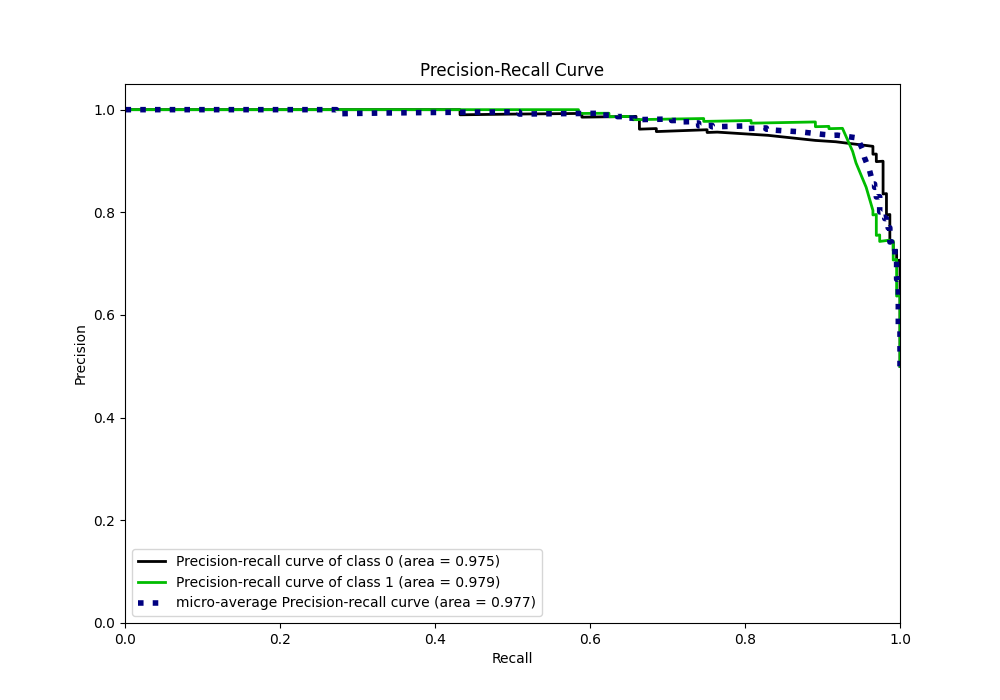 Precision-Recall Curve
1.0
0.8
0.6
0.4
0.2
0.0
Precision
Precision-recall curve of class 0 (area = 0.975)
Precision-recall curve of class 1 (area = 0.979)
micro-average Precision-recall curve (area = 0.977)
0.0 0.2 0.4 0.6 0.8 1.0
Recall